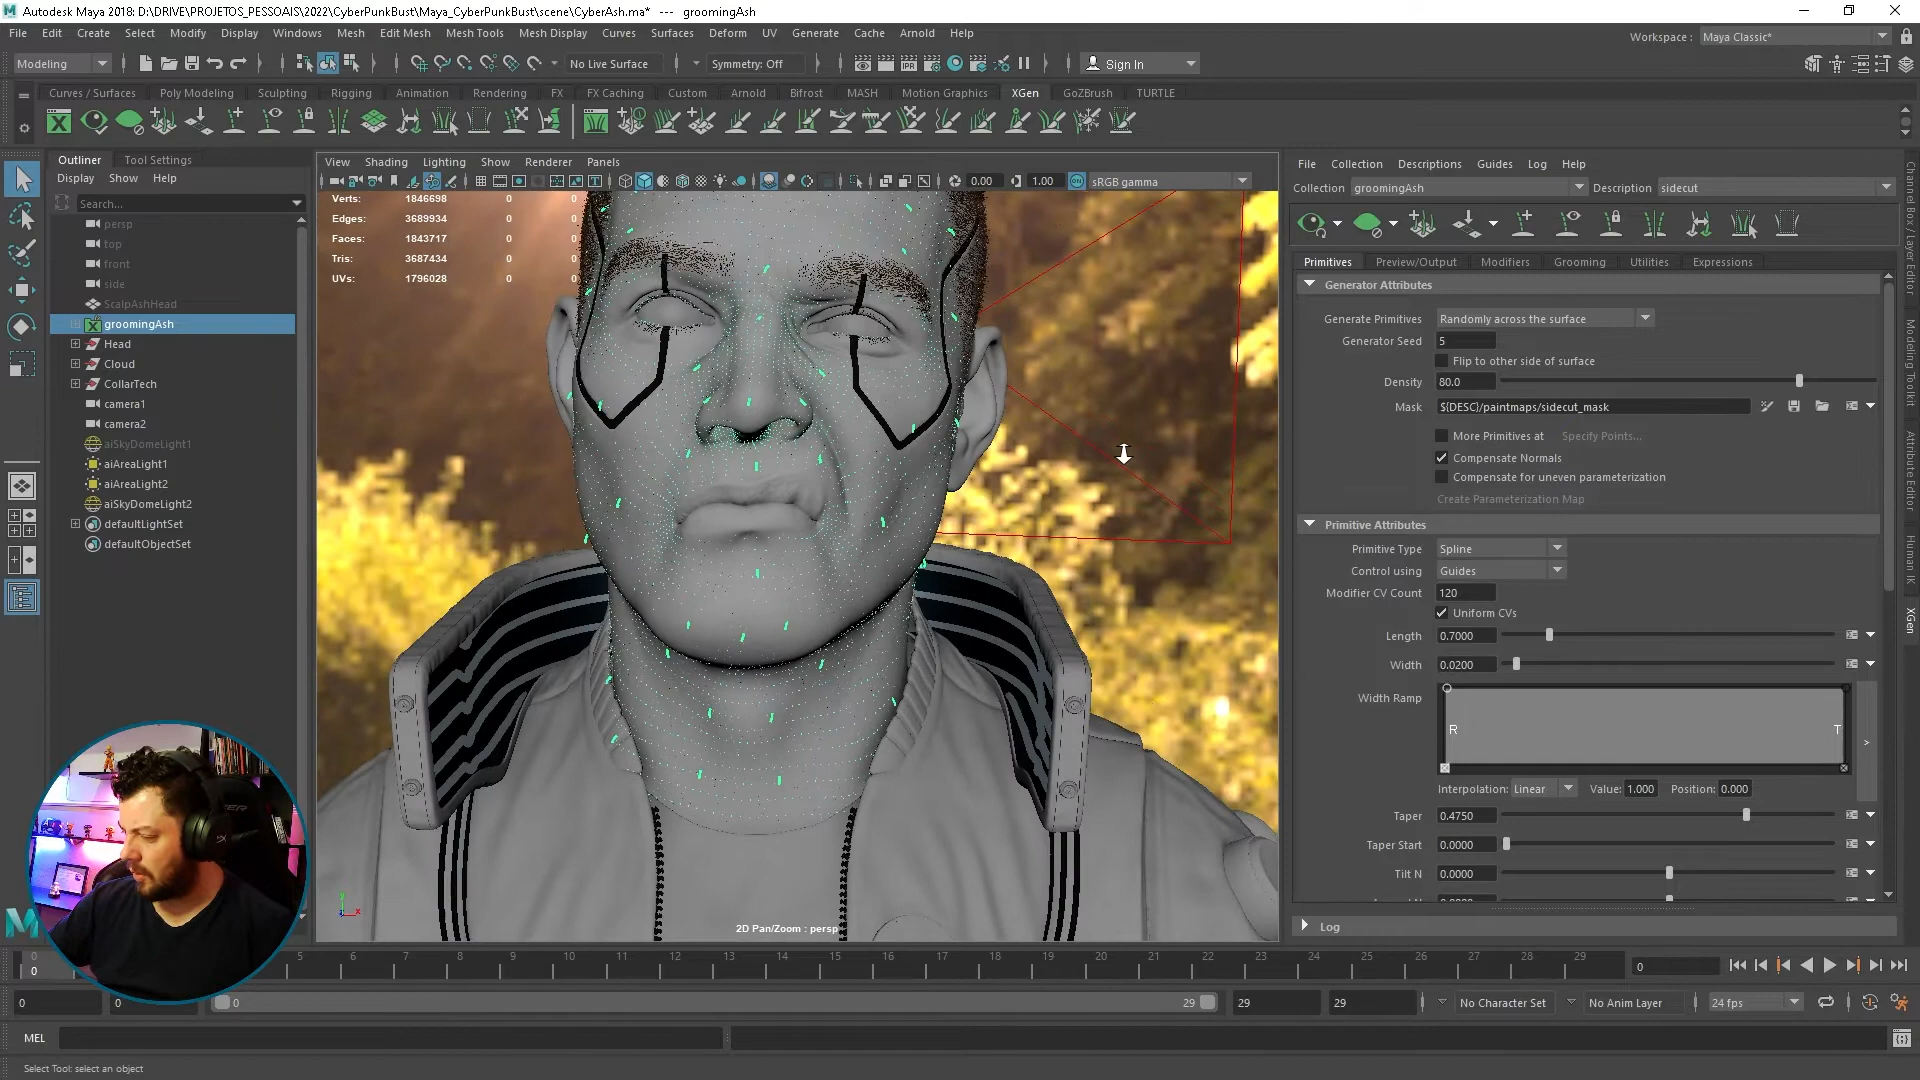 Autodesk Maya 2018: D:\DRIVE\PROJETOS_PESSOAIS\2022\CyberPunkBust\Maya_CyberPunkBust\scene\CyberAsh.ma* --- groomingAsh
File Edit Create Select Modify Display Windows Mesh Edit Mesh Mesh Tools Mesh Display Curves Surfaces Deform UV Generate Cache Arnold Help
Workspace : Maya Classic*
Modeling No Live Surface Symmetry: Off Sign In
Curves / Surfaces Poly Modeling Sculpting Rigging Animation Rendering FX FX Caching Custom Arnold Bifrost MASH Motion Graphics XGen GoZBrush TURTLE
Outliner Tool Settings
Display Show Help
Search...
persp
top
front
side
ScalpAshHead
groomingAsh
Head
Cloud
CollarTech
camera1
camera2
aiSkyDomeLight1
aiAreaLight1
aiAreaLight2
aiSkyDomeLight2
defaultLightSet
defaultObjectSet
View Shading Lighting Show Renderer Panels
0.00 1.00 sRGB gamma
Verts: 1846698 0 0
Edges: 3689934 0 0
Faces: 1843717 0 0
Tris: 3687434 0 0
UVs: 1796028 0 0
2D Pan/Zoom : persp
File Collection Descriptions Guides Log Help
Collection groomingAsh Description sidecut
Primitives Preview/Output Modifiers Grooming Utilities Expressions
Generator Attributes
Generate Primitives Randomly across the surface
Generator Seed 5
Flip to other side of surface
Density 80.0
Mask ${DESC}/paintmaps/sidecut_mask
More Primitives at Specify Points...
Compensate Normals
Compensate for uneven parameterization
Create Parameterization Map
Primitive Attributes
Primitive Type Spline
Control using Guides
Modifier CV Count 120
Uniform CVs
Length 0.7000
Width 0.0200
Width Ramp
R T
>
Interpolation: Linear Value: 1.000 Position: 0.000
Taper 0.4750
Taper Start 0.0000
Tilt N 0.0000
Log
Channel Box / Layer Editor
Modeling Toolkit
Attribute Editor
Human IK
XGen
0 5 6 7 8 9 10 11 12 13 14 15 16 17 18 19 20 21 22 23 24 25 26 27 28 29
0 0
0 0 0 29 29 29 No Character Set No Anim Layer 24 fps
MEL
Select Tool: select an object